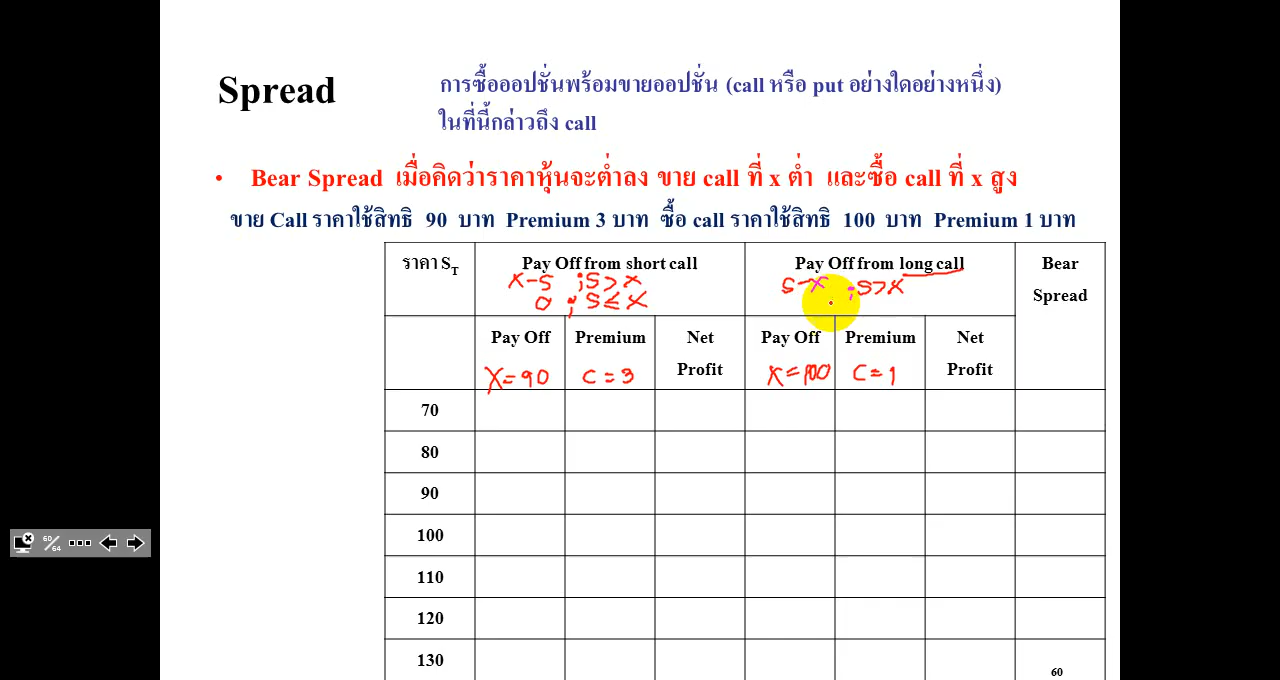 Spread
การซื้อออปชั่นพร้อมขายออปชั่น (call หรือ put อย่างใดอย่างหนึ่ง)
ในที่นี้กล่าวถึง call
• Bear Spread เมื่อคิดว่าราคาหุ้นจะต่ำลง ขาย call ที่ x ต่ำ และซื้อ call ที่ x สูง
ขาย Call ราคาใช้สิทธิ 90 บาท Premium 3 บาท ซื้อ call ราคาใช้สิทธิ 100 บาท Premium 1 บาท
ราคา ST Pay Off from short call Pay Off from long call Bear Spread
X-S ; S > X S-X ; S > X
0 ; S ≤ X
Pay Off Premium Net Profit Pay Off Premium Net Profit
X = 90 C = 3 X = 100 C = 1
70
80
90
60/64
100
110
120
130
60